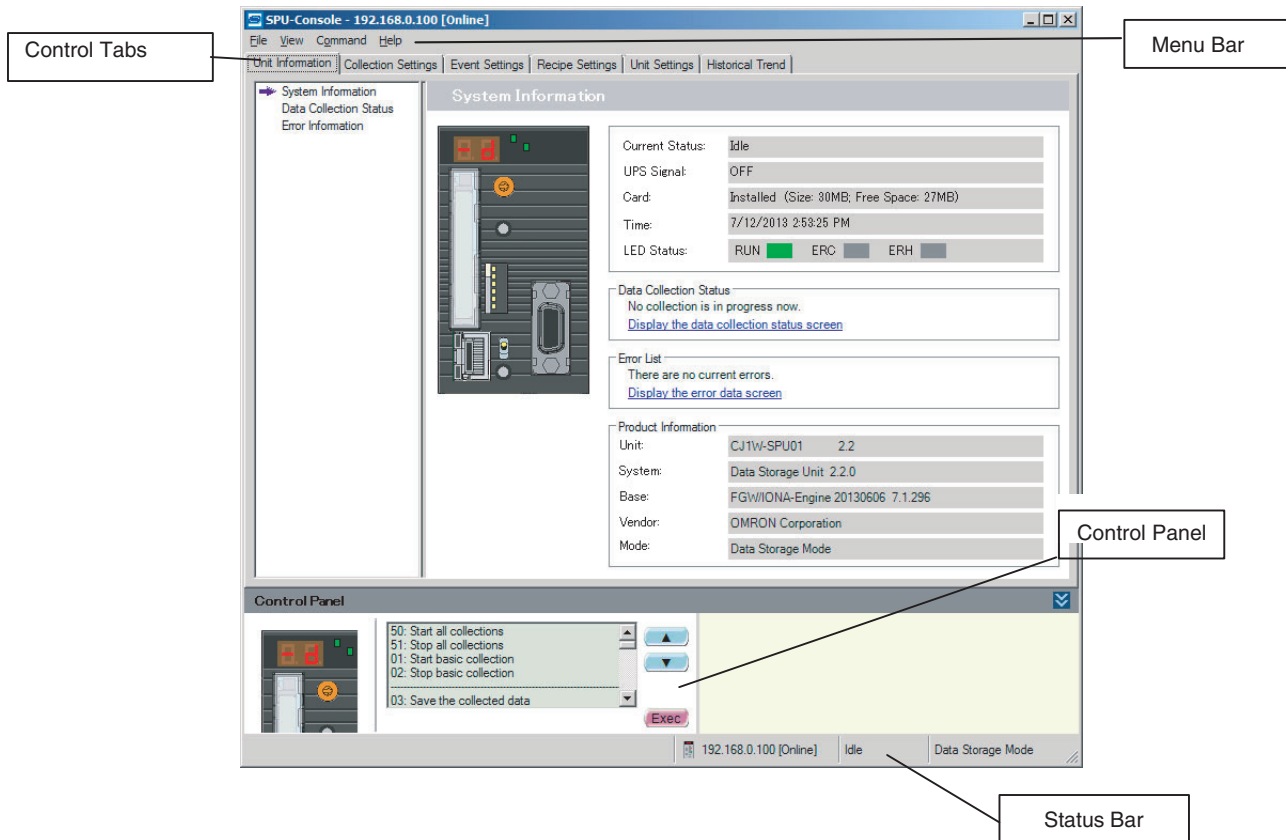 SPU-Console - 192.168.0.100 [Online]
Control Tabs
File View Command Help
Menu Bar
Unit Information Collection Settings Event Settings Recipe Settings Unit Settings Historical Trend
System Information
Data Collection Status
Error Information
System Information
-d
Current Status: Idle
UPS Signal: OFF
Card: Installed (Size: 30MB; Free Space: 27MB)
Time: 7/12/2013 2:53:25 PM
LED Status: RUN ERC ERH
Data Collection Status
No collection is in progress now.
Display the data collection status screen
Error List
There are no current errors.
Display the error data screen
Product Information
Unit: CJ1W-SPU01 2.2
System: Data Storage Unit 2.2.0
Base: FGW/IONA-Engine 20130606 7.1.296
Vendor: OMRON Corporation
Mode: Data Storage Mode
Control Panel
Control Panel
-d
50: Start all collections
51: Stop all collections
01: Start basic collection
02: Stop basic collection
03: Save the collected data
Exec
192.168.0.100 [Online] Idle Data Storage Mode
Status Bar